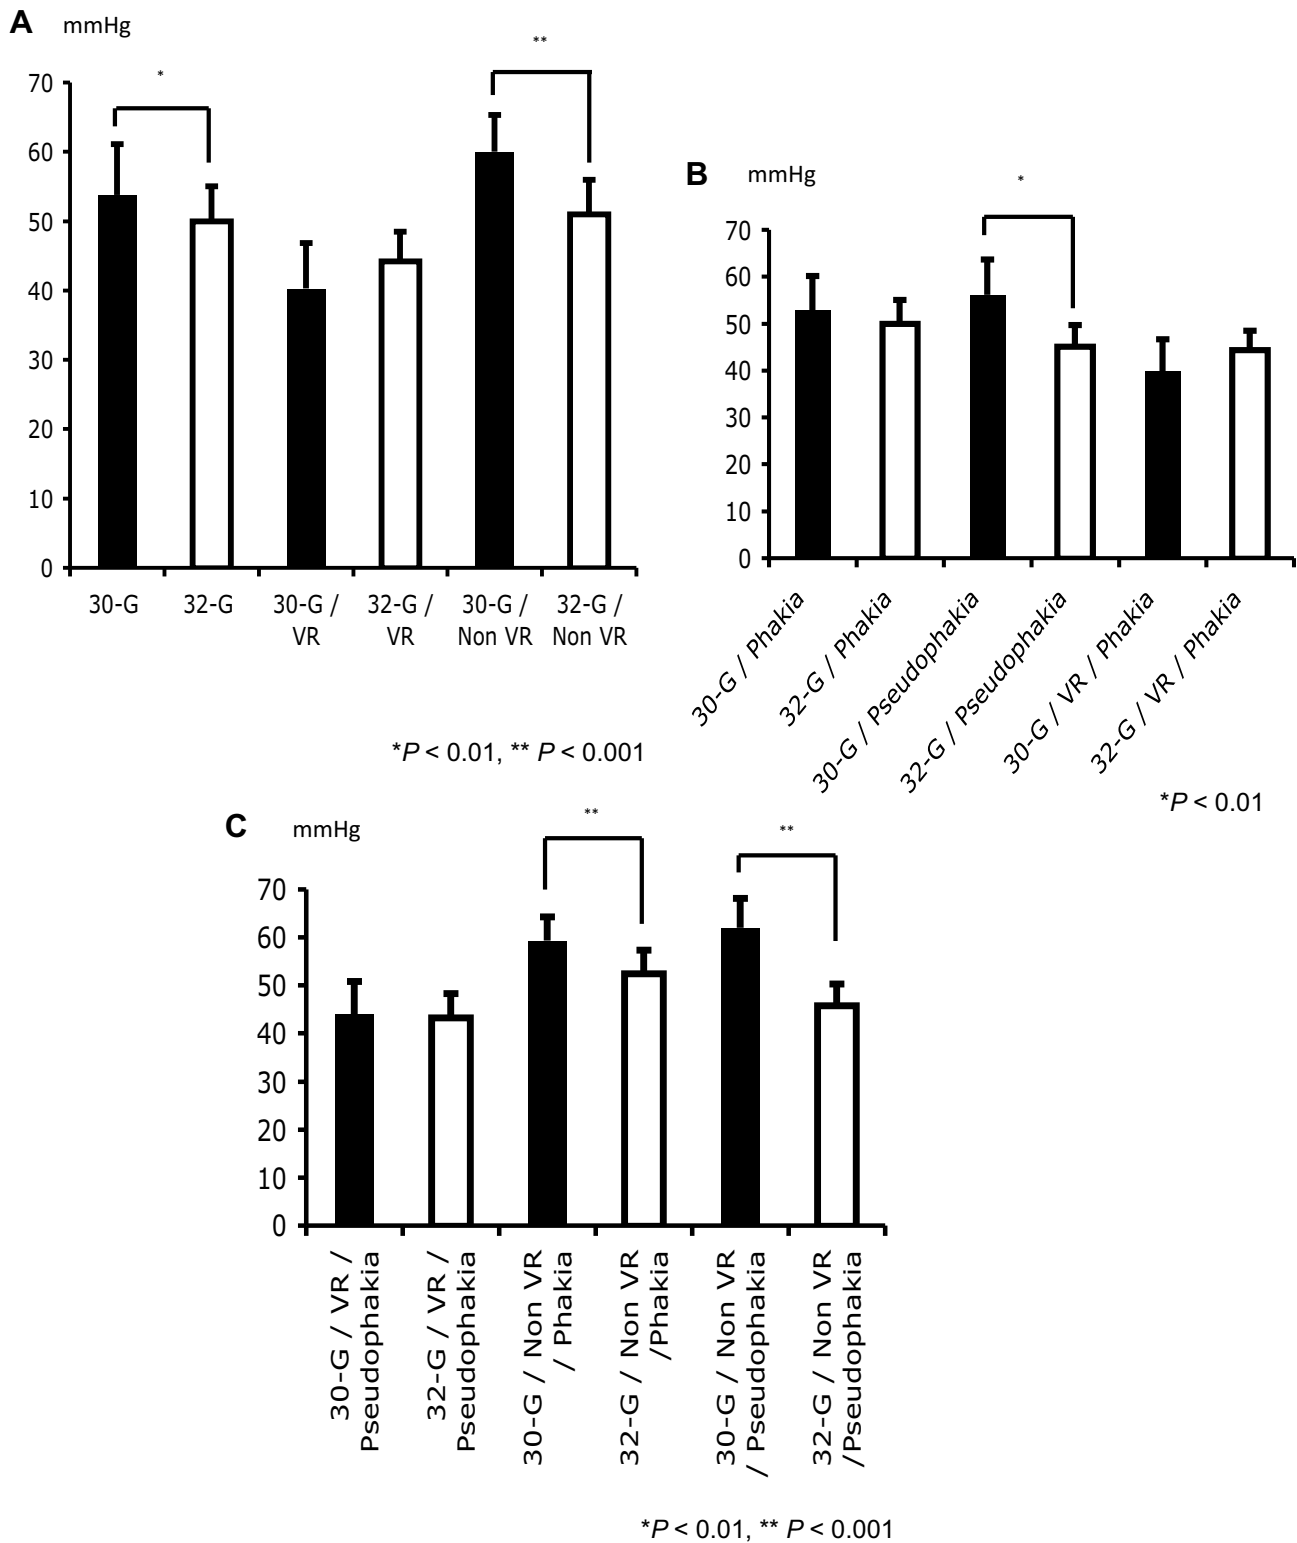 A mmHg
**
*
70
60
50
40
30
20
10
0
30-G 32-G 30-G / 32-G / 30-G / 32-G /
VR VR Non VR Non VR
*P < 0.01, ** P < 0.001
B mmHg
*
70
60
50
40
30
20
10
0
30-G / Phakia
32-G / Phakia
30-G / Pseudophakia
32-G / Pseudophakia
30-G / VR / Phakia
32-G / VR / Phakia
*P < 0.01
C mmHg
**
**
70
60
50
40
30
20
10
0
30-G / VR /
Pseudophakia
32-G / VR /
Pseudophakia
30-G / Non VR
/ Phakia
32-G / Non VR
/Phakia
30-G / Non VR
/ Pseudophakia
32-G / Non VR
/Pseudophakia
*P < 0.01, ** P < 0.001